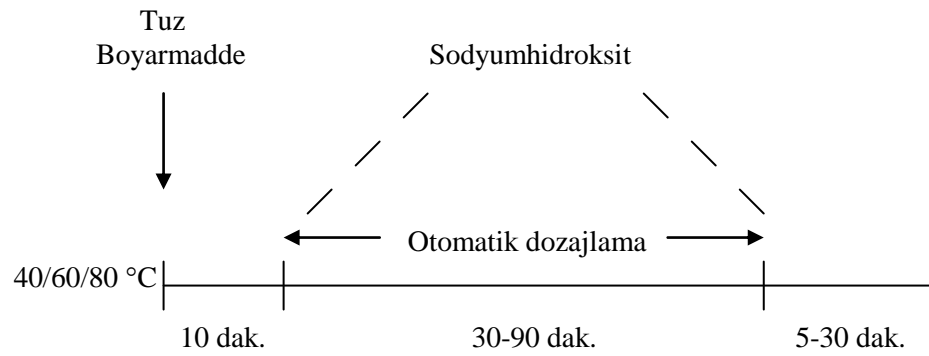 Tuz
Boyarmadde
Sodyumhidroksit
Otomatik dozajlama
40/60/80 °C
10 dak.
30-90 dak.
5-30 dak.